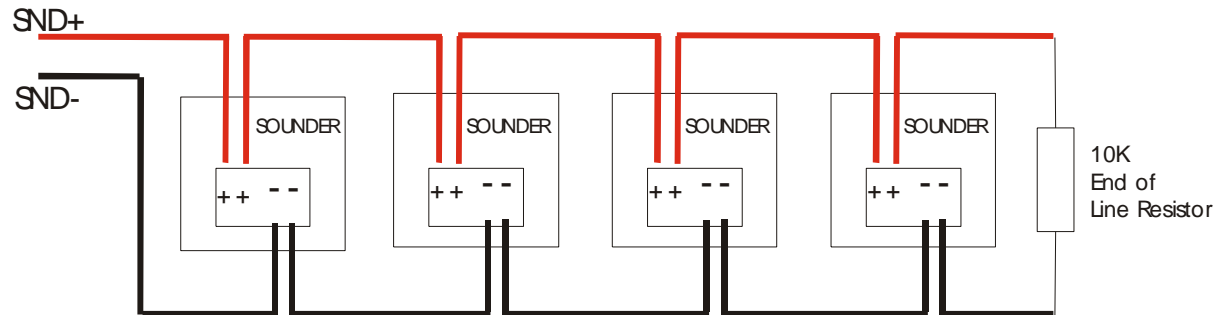 SND+
SND-
SOUNDER
SOUNDER
SOUNDER
SOUNDER
++ --
++ --
++ --
++ --
10K
End of
Line Resistor